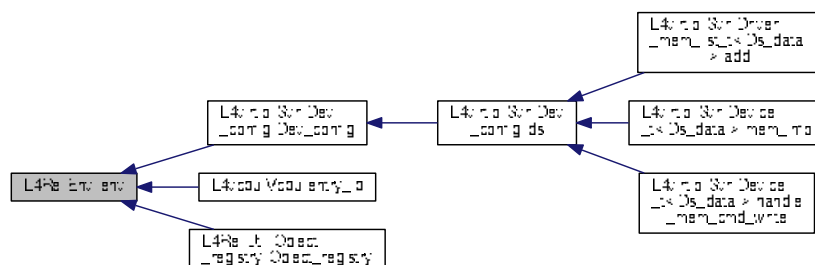 L4virtio::Svr::Driver
_mem_list_t< Ds_data
>::add
L4virtio::Svr::Dev
_config::Dev_config
L4virtio::Svr::Dev
_config::ds
L4virtio::Svr::Device
_t< Ds_data >::mem_info
L4Re::Env::env
L4vcpu::Vcpu::entry_ip
L4virtio::Svr::Device
_t< Ds_data >::handle
_mem_cmd_write
L4Re::Util::Object
_registry::Object_registry